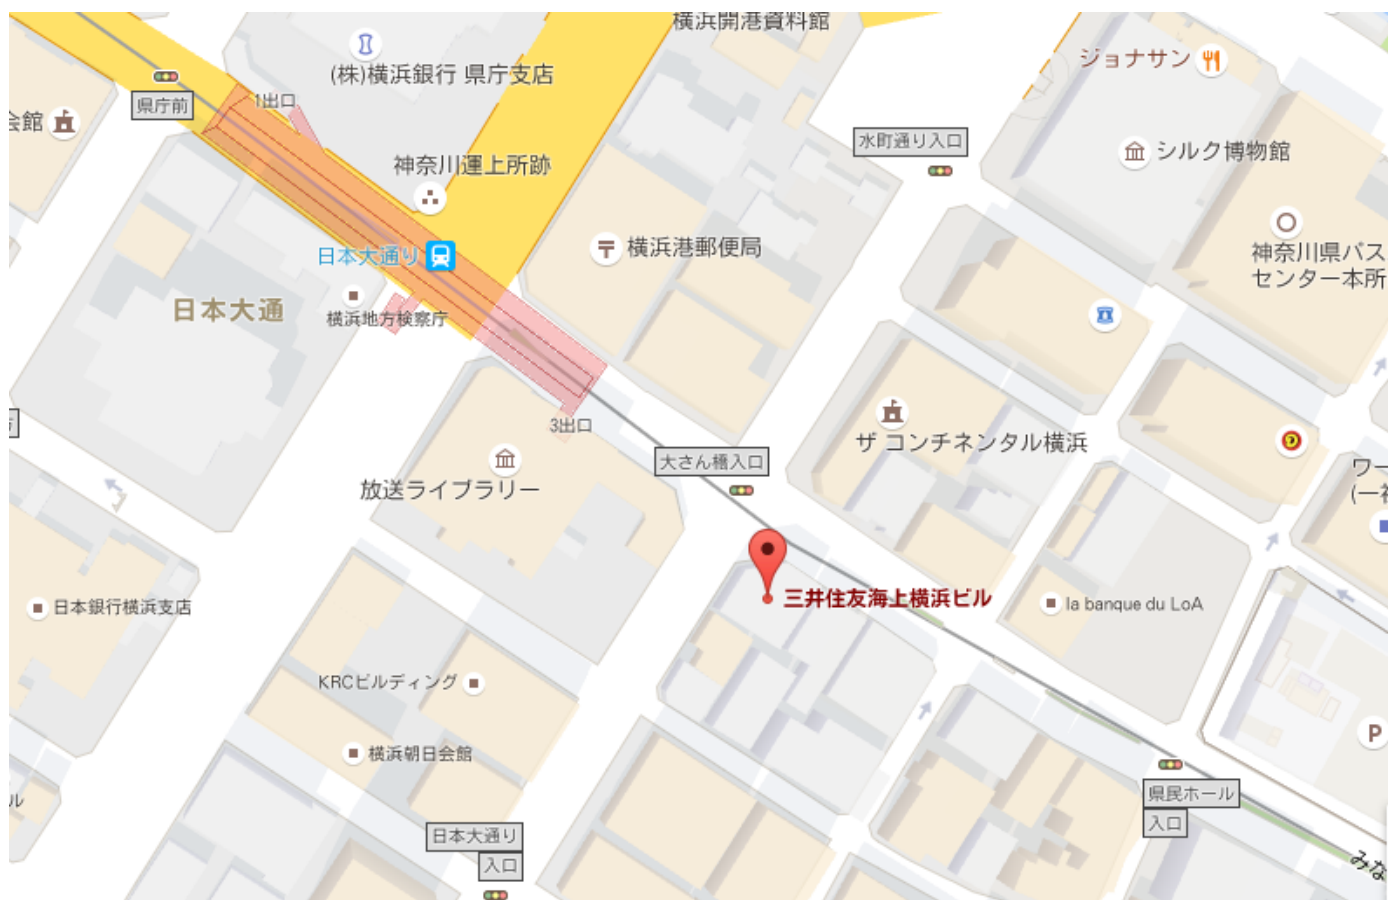 横浜開港資料館
(株)横浜銀行 県庁支店
ジョナサン
県庁前
1出口
会館
水町通り入口
シルク博物館
神奈川運上所跡
日本大通り
横浜港郵便局
神奈川県バス
センター本所
日本大通
横浜地方検察庁
3出口
ザ コンチネンタル横浜
大さん橋入口
放送ライブラリー
ワー
(一社
日本銀行横浜支店
三井住友海上横浜ビル
la banque du LoA
KRCビルディング
横浜朝日会館
P
県民ホール
入口
ル
日本大通り
入口
みな